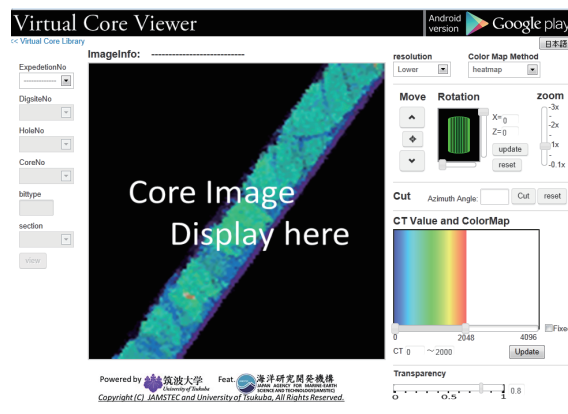 Virtual Core Viewer
Android version
Google play
<< Virtual Core Library
日本語
ImageInfo: ---------------------------
ExpedetionNo
-------------
DigsiteNo
HoleNo
CoreNo
bittype
section
view
Core Image
Display here
resolution
Color Map Method
Lower
heatmap
Move
Rotation
zoom
X= 0
Z= 0
update
reset
-3x
-2x
-1x
-0.1x
Cut
Azimuth Angle:
Cut
reset
CT Value and ColorMap
0
2048
4096
Fixe
CT 0 ~2000
Update
Transparency
0
0.5
1
0.8
Powered by 筑波大学 University of Tsukuba
Feat. 海洋研究開発機構
JAPAN AGENCY FOR MARINE-EARTH
SCIENCE AND TECHNOLOGY(JAMSTEC)
Copyright (C) JAMSTEC and University of Tsukuba, All Rights Reserved.